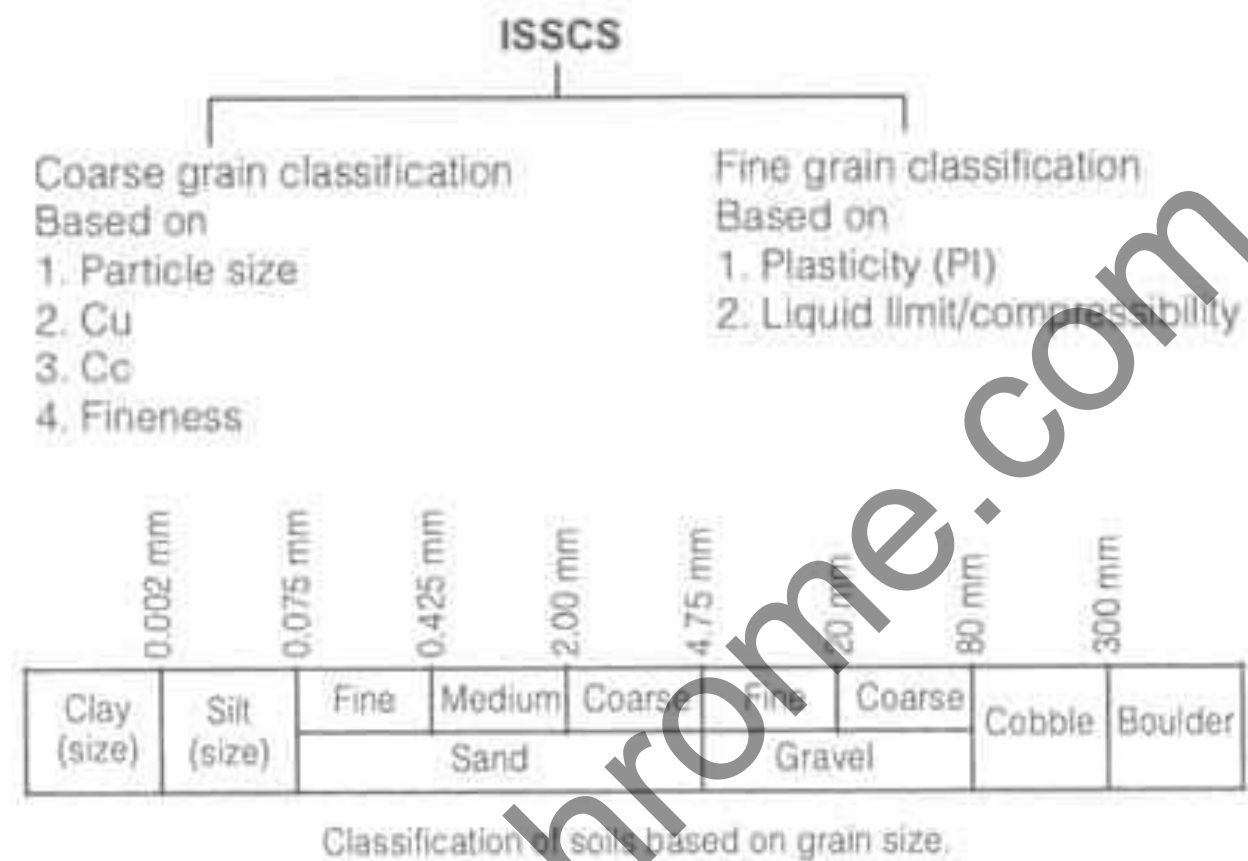 ISSCS
Coarse grain classification
Based on
1. Particle size
2. Cu
3. Cc
4. Fineness
Fine grain classification
Based on
1. Plasticity (PI)
2. Liquid limit/compressibility
0.002 mm
0.075 mm
0.425 mm
2.00 mm
4.75 mm
20 mm
80 mm
300 mm
Clay
(size)
Silt
(size)
Fine
Medium
Coarse
Sand
Fine
Coarse
Gravel
Cobble
Boulder
Classification of soils based on grain size.
hrome.com